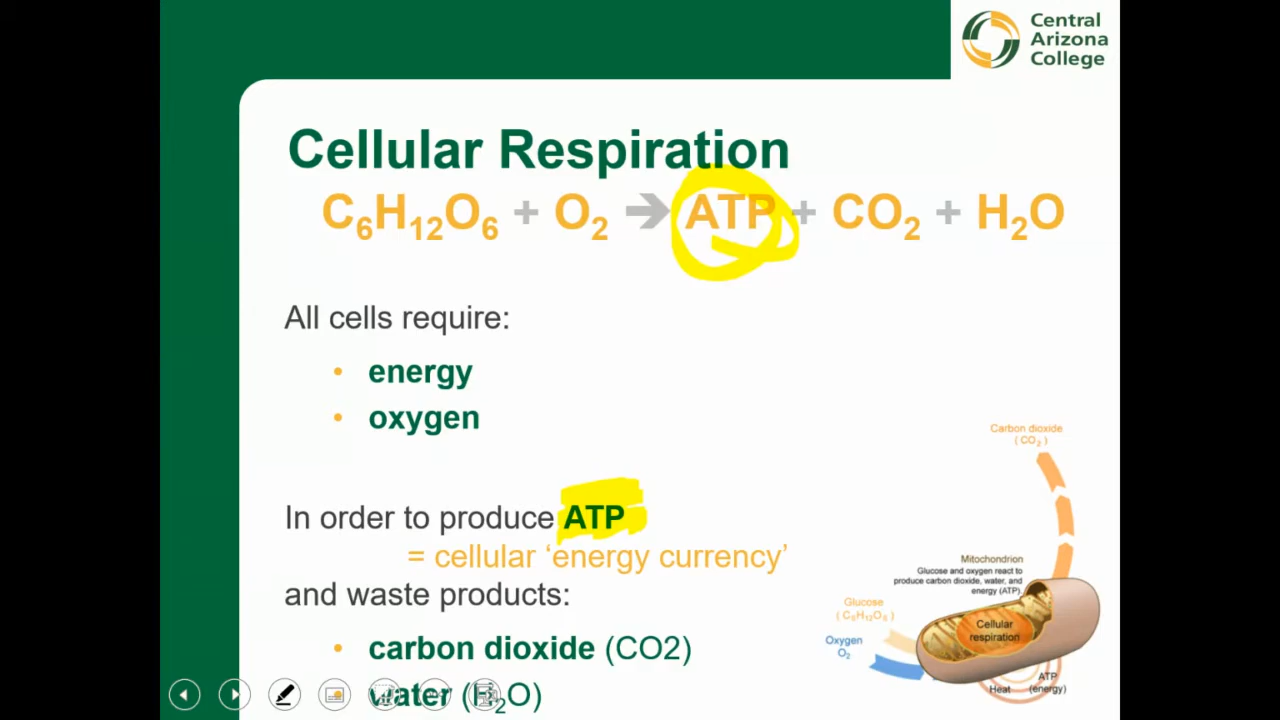 Central
Arizona
College
Cellular Respiration
C₆H₁₂O₆ + O₂ ➔ ATP + CO₂ + H₂O
All cells require:
• energy
• oxygen
In order to produce ATP
= cellular ‘energy currency’
and waste products:
• carbon dioxide (CO2)
water (H₂O)
Carbon dioxide
(CO₂)
Mitochondrion
Glucose and oxygen react to
produce carbon dioxide, water, and
energy (ATP).
Glucose
(C₆H₁₂O₆)
Oxygen
O₂
Cellular
respiration
Heat
ATP
(energy)